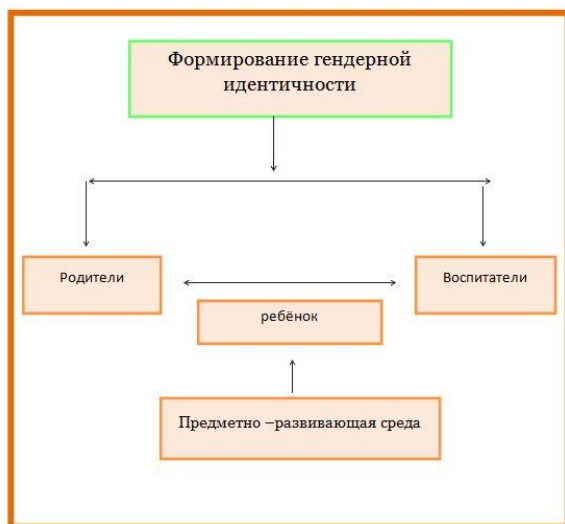 Формирование гендерной
идентичности
Родители
Воспитатели
ребёнок
Предметно –развивающая среда